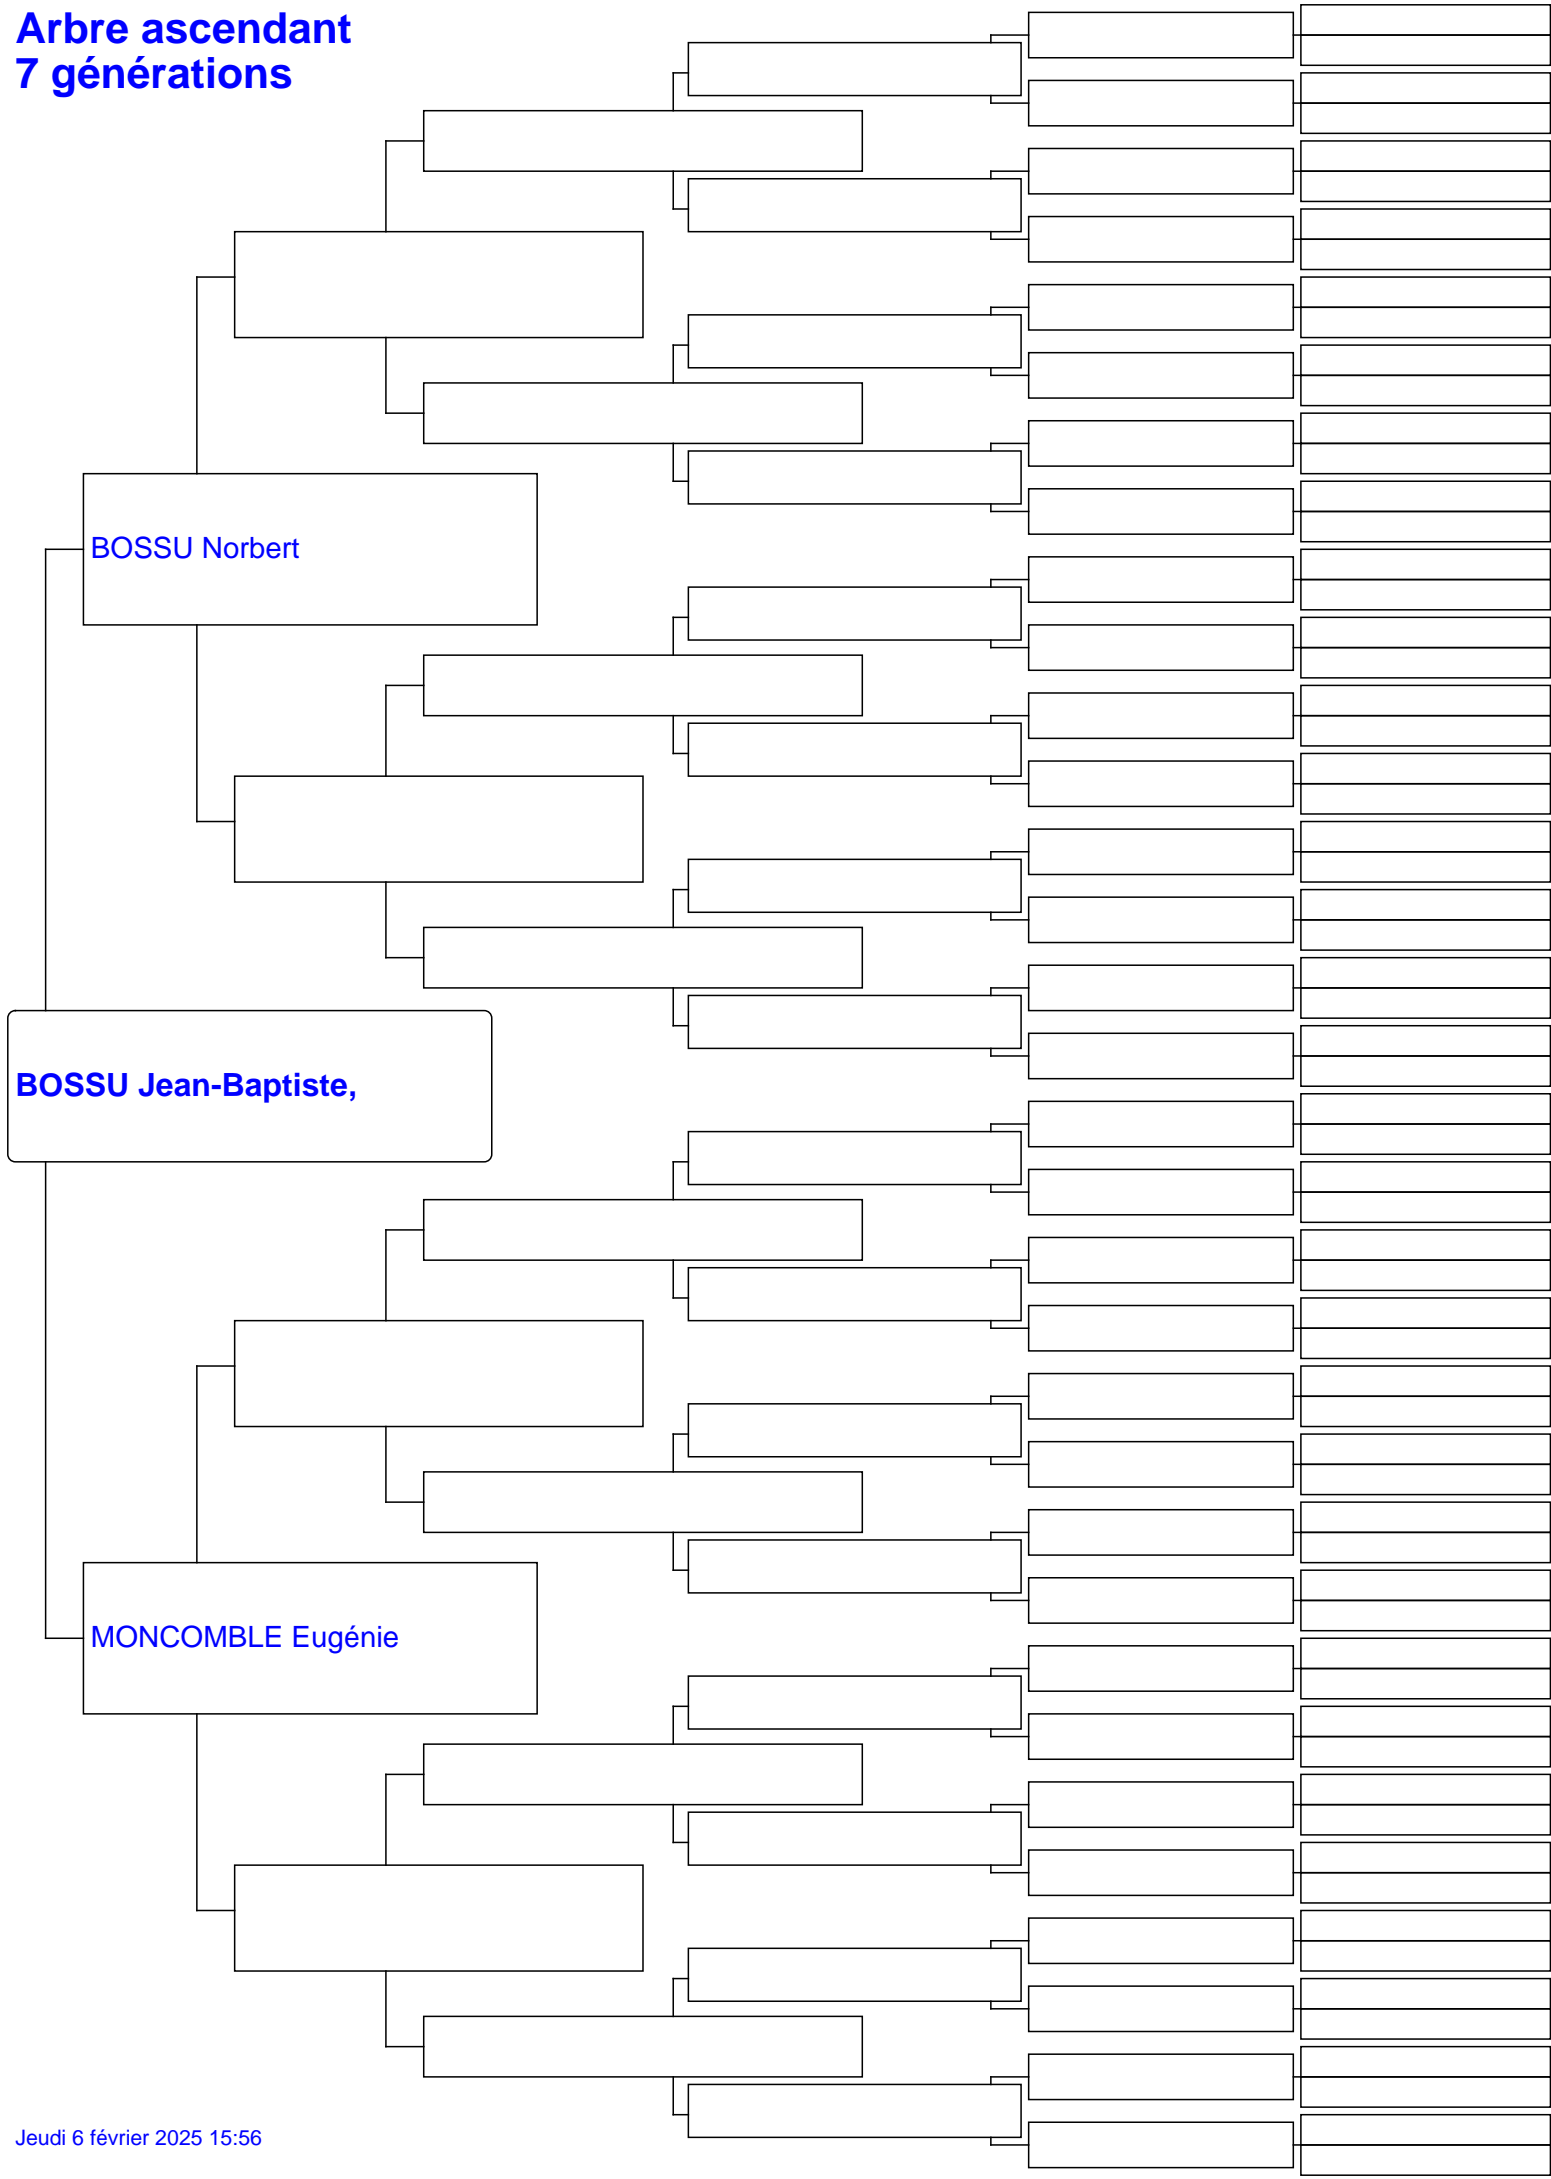 Arbre ascendant
7 générations
BOSSU Norbert
BOSSU Jean-Baptiste,
MONCOMBLE Eugénie
Jeudi 6 février 2025 15:56